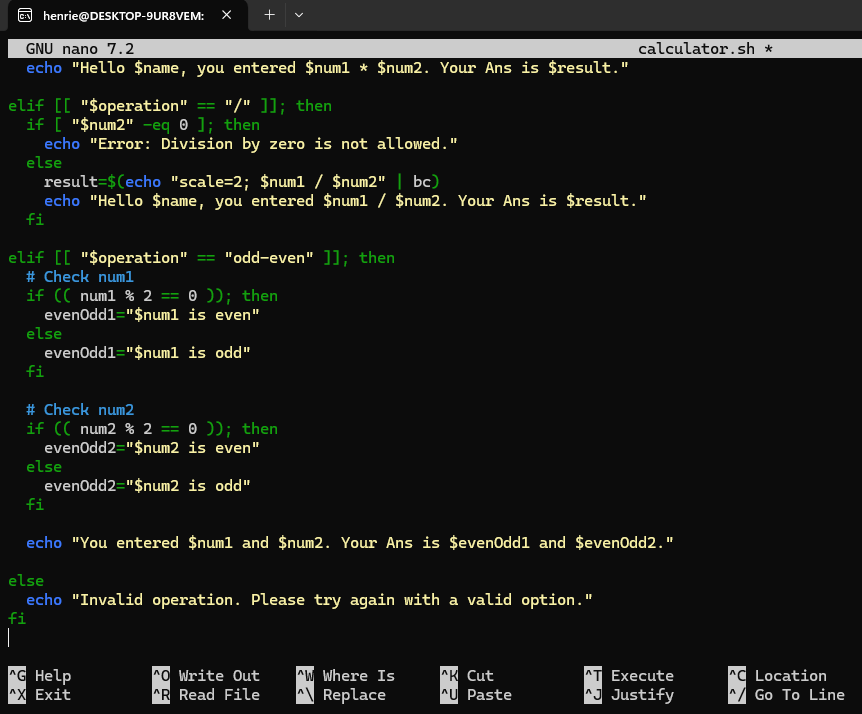 henrie@DESKTOP-9UR8VEM:
GNU nano 7.2 calculator.sh *
echo "Hello $name, you entered $num1 * $num2. Your Ans is $result."
elif [[ "$operation" == "/" ]]; then
if [ "$num2" -eq 0 ]; then
echo "Error: Division by zero is not allowed."
else
result=$(echo "scale=2; $num1 / $num2" | bc)
echo "Hello $name, you entered $num1 / $num2. Your Ans is $result."
fi
elif [[ "$operation" == "odd-even" ]]; then
# Check num1
if (( num1 % 2 == 0 )); then
evenOdd1="$num1 is even"
else
evenOdd1="$num1 is odd"
fi
# Check num2
if (( num2 % 2 == 0 )); then
evenOdd2="$num2 is even"
else
evenOdd2="$num2 is odd"
fi
echo "You entered $num1 and $num2. Your Ans is $evenOdd1 and $evenOdd2."
else
echo "Invalid operation. Please try again with a valid option."
fi
^G Help ^O Write Out ^W Where Is ^K Cut ^T Execute ^C Location
^X Exit ^R Read File ^\ Replace ^U Paste ^J Justify ^/ Go To Line